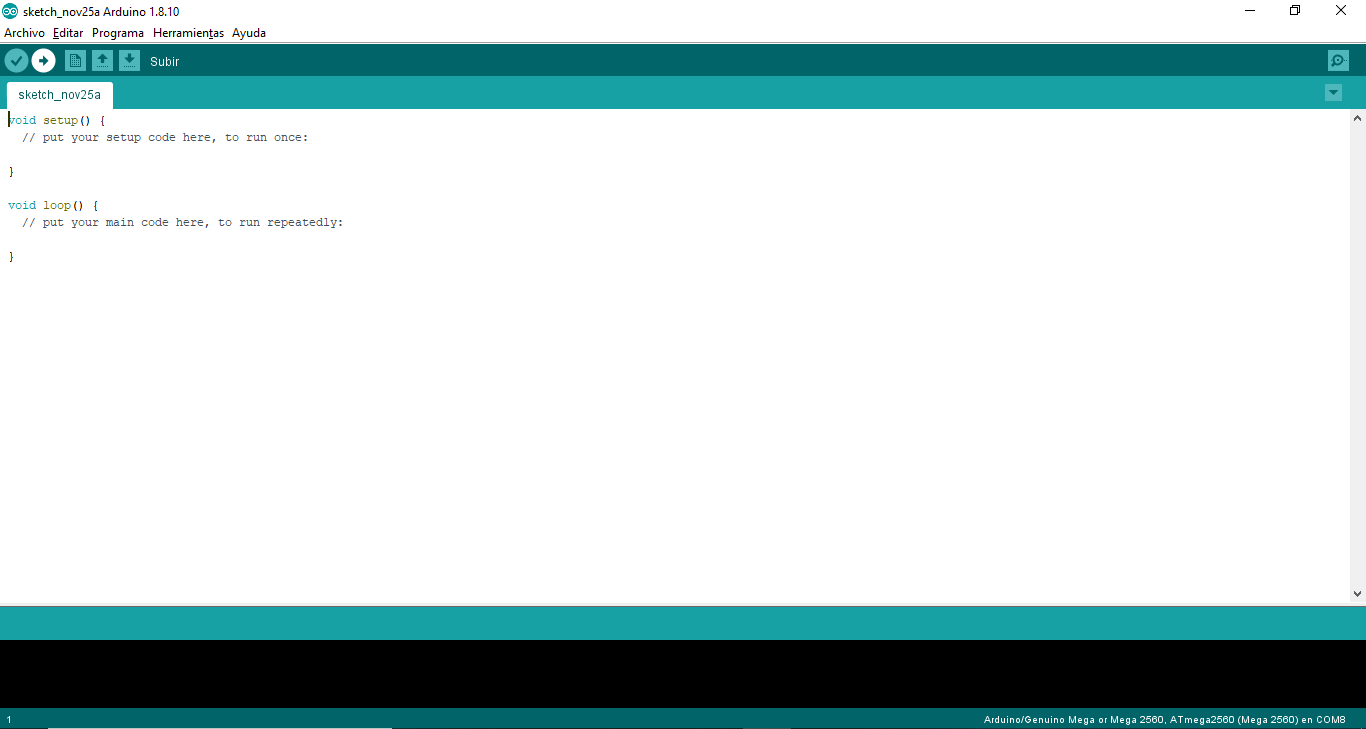 sketch_nov25a Arduino 1.8.10
Archivo Editar Programa Herramientas Ayuda
Subir
sketch_nov25a
void setup() {
  // put your setup code here, to run once:
}
void loop() {
  // put your main code here, to run repeatedly:
}
1
Arduino/Genuino Mega or Mega 2560, ATmega2560 (Mega 2560) en COM8